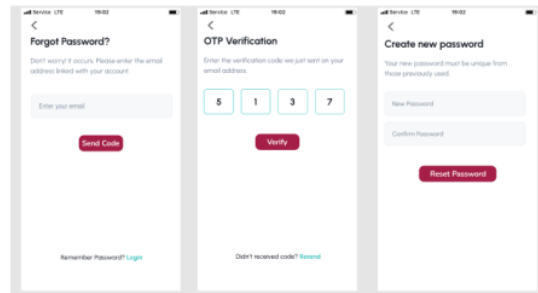 Service LTE 19:02
Forgot Password?
Don't worry! It occurs. Please enter the email
address linked with your account
Enter your email
Send Code
Remember Password? Login
Service LTE 19:02
OTP Verification
Enter the verification code we just sent on your
email address.
5 1 3 7
Verify
Didn't received code? Resend
Service LTE 19:02
Create new password
Your new password must be unique from
those previously used.
New Password
Confirm Password
Reset Password